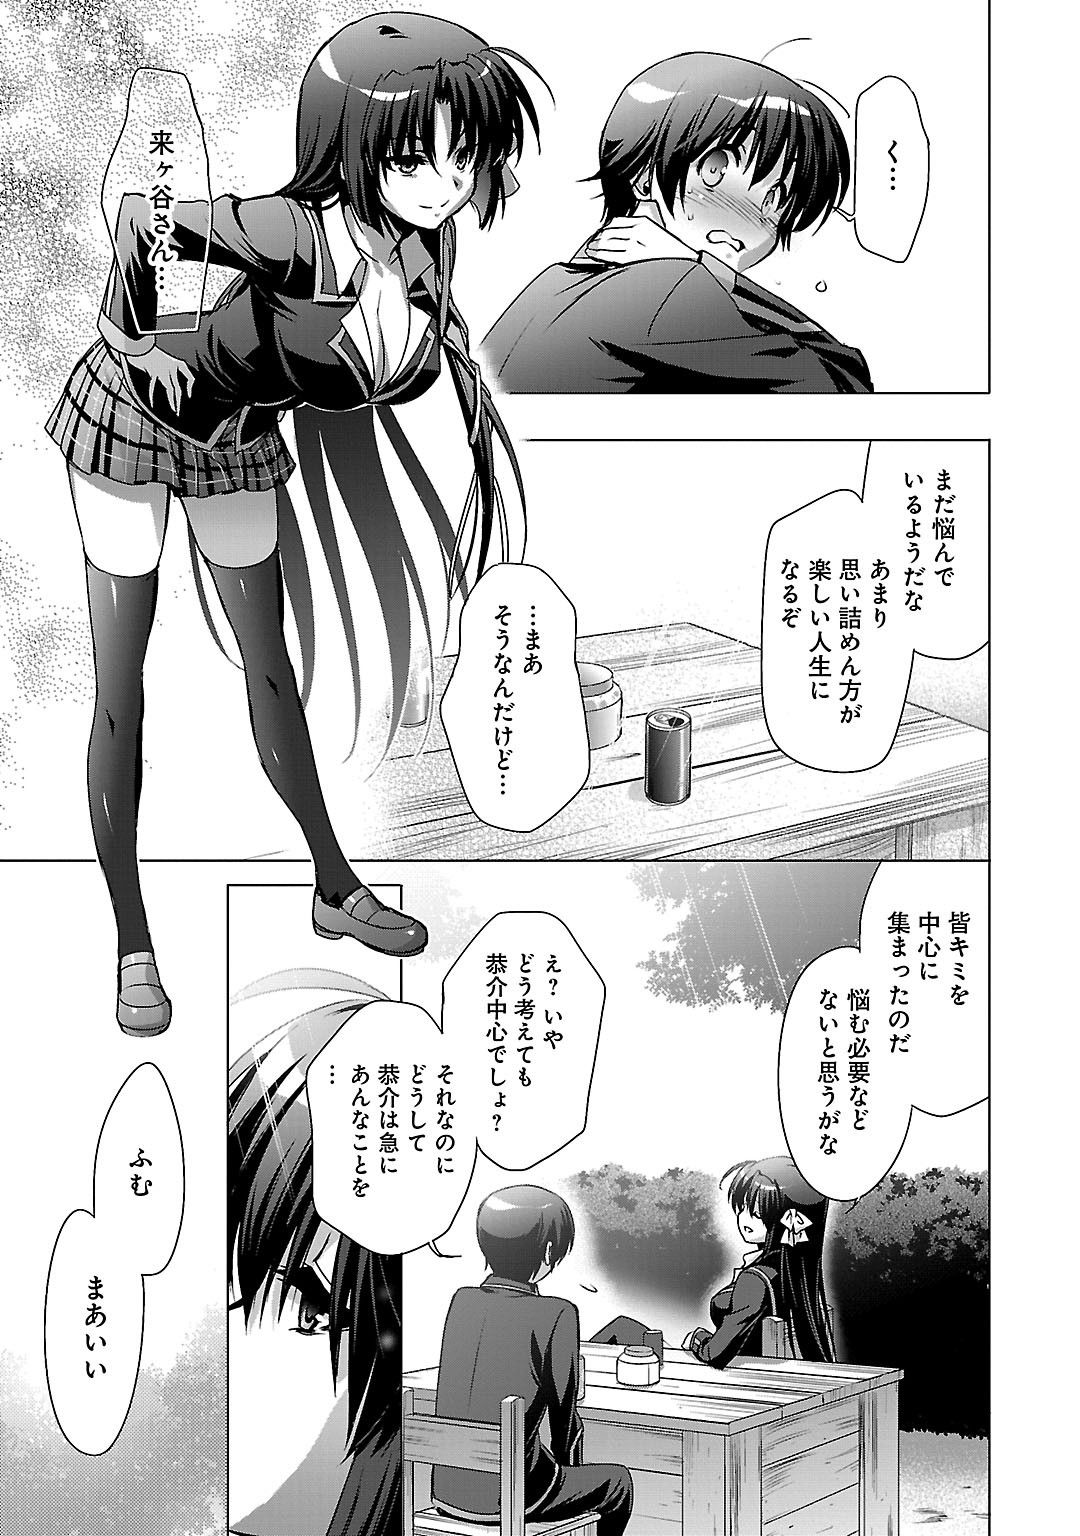 く…
来ヶ谷さん…
まだ悩んで
いるようだな
あまり
思い詰めん方が
楽しい人生に
なるぞ
…まあ
そうなんだけど…
皆キミを
中心に
集まったのだ
悩む必要など
ないと思うがな
え？いや
どう考えても
恭介中心でしょ？
それなのに
どうして
恭介は急に
あんなことを
…
ふむ
まあいい